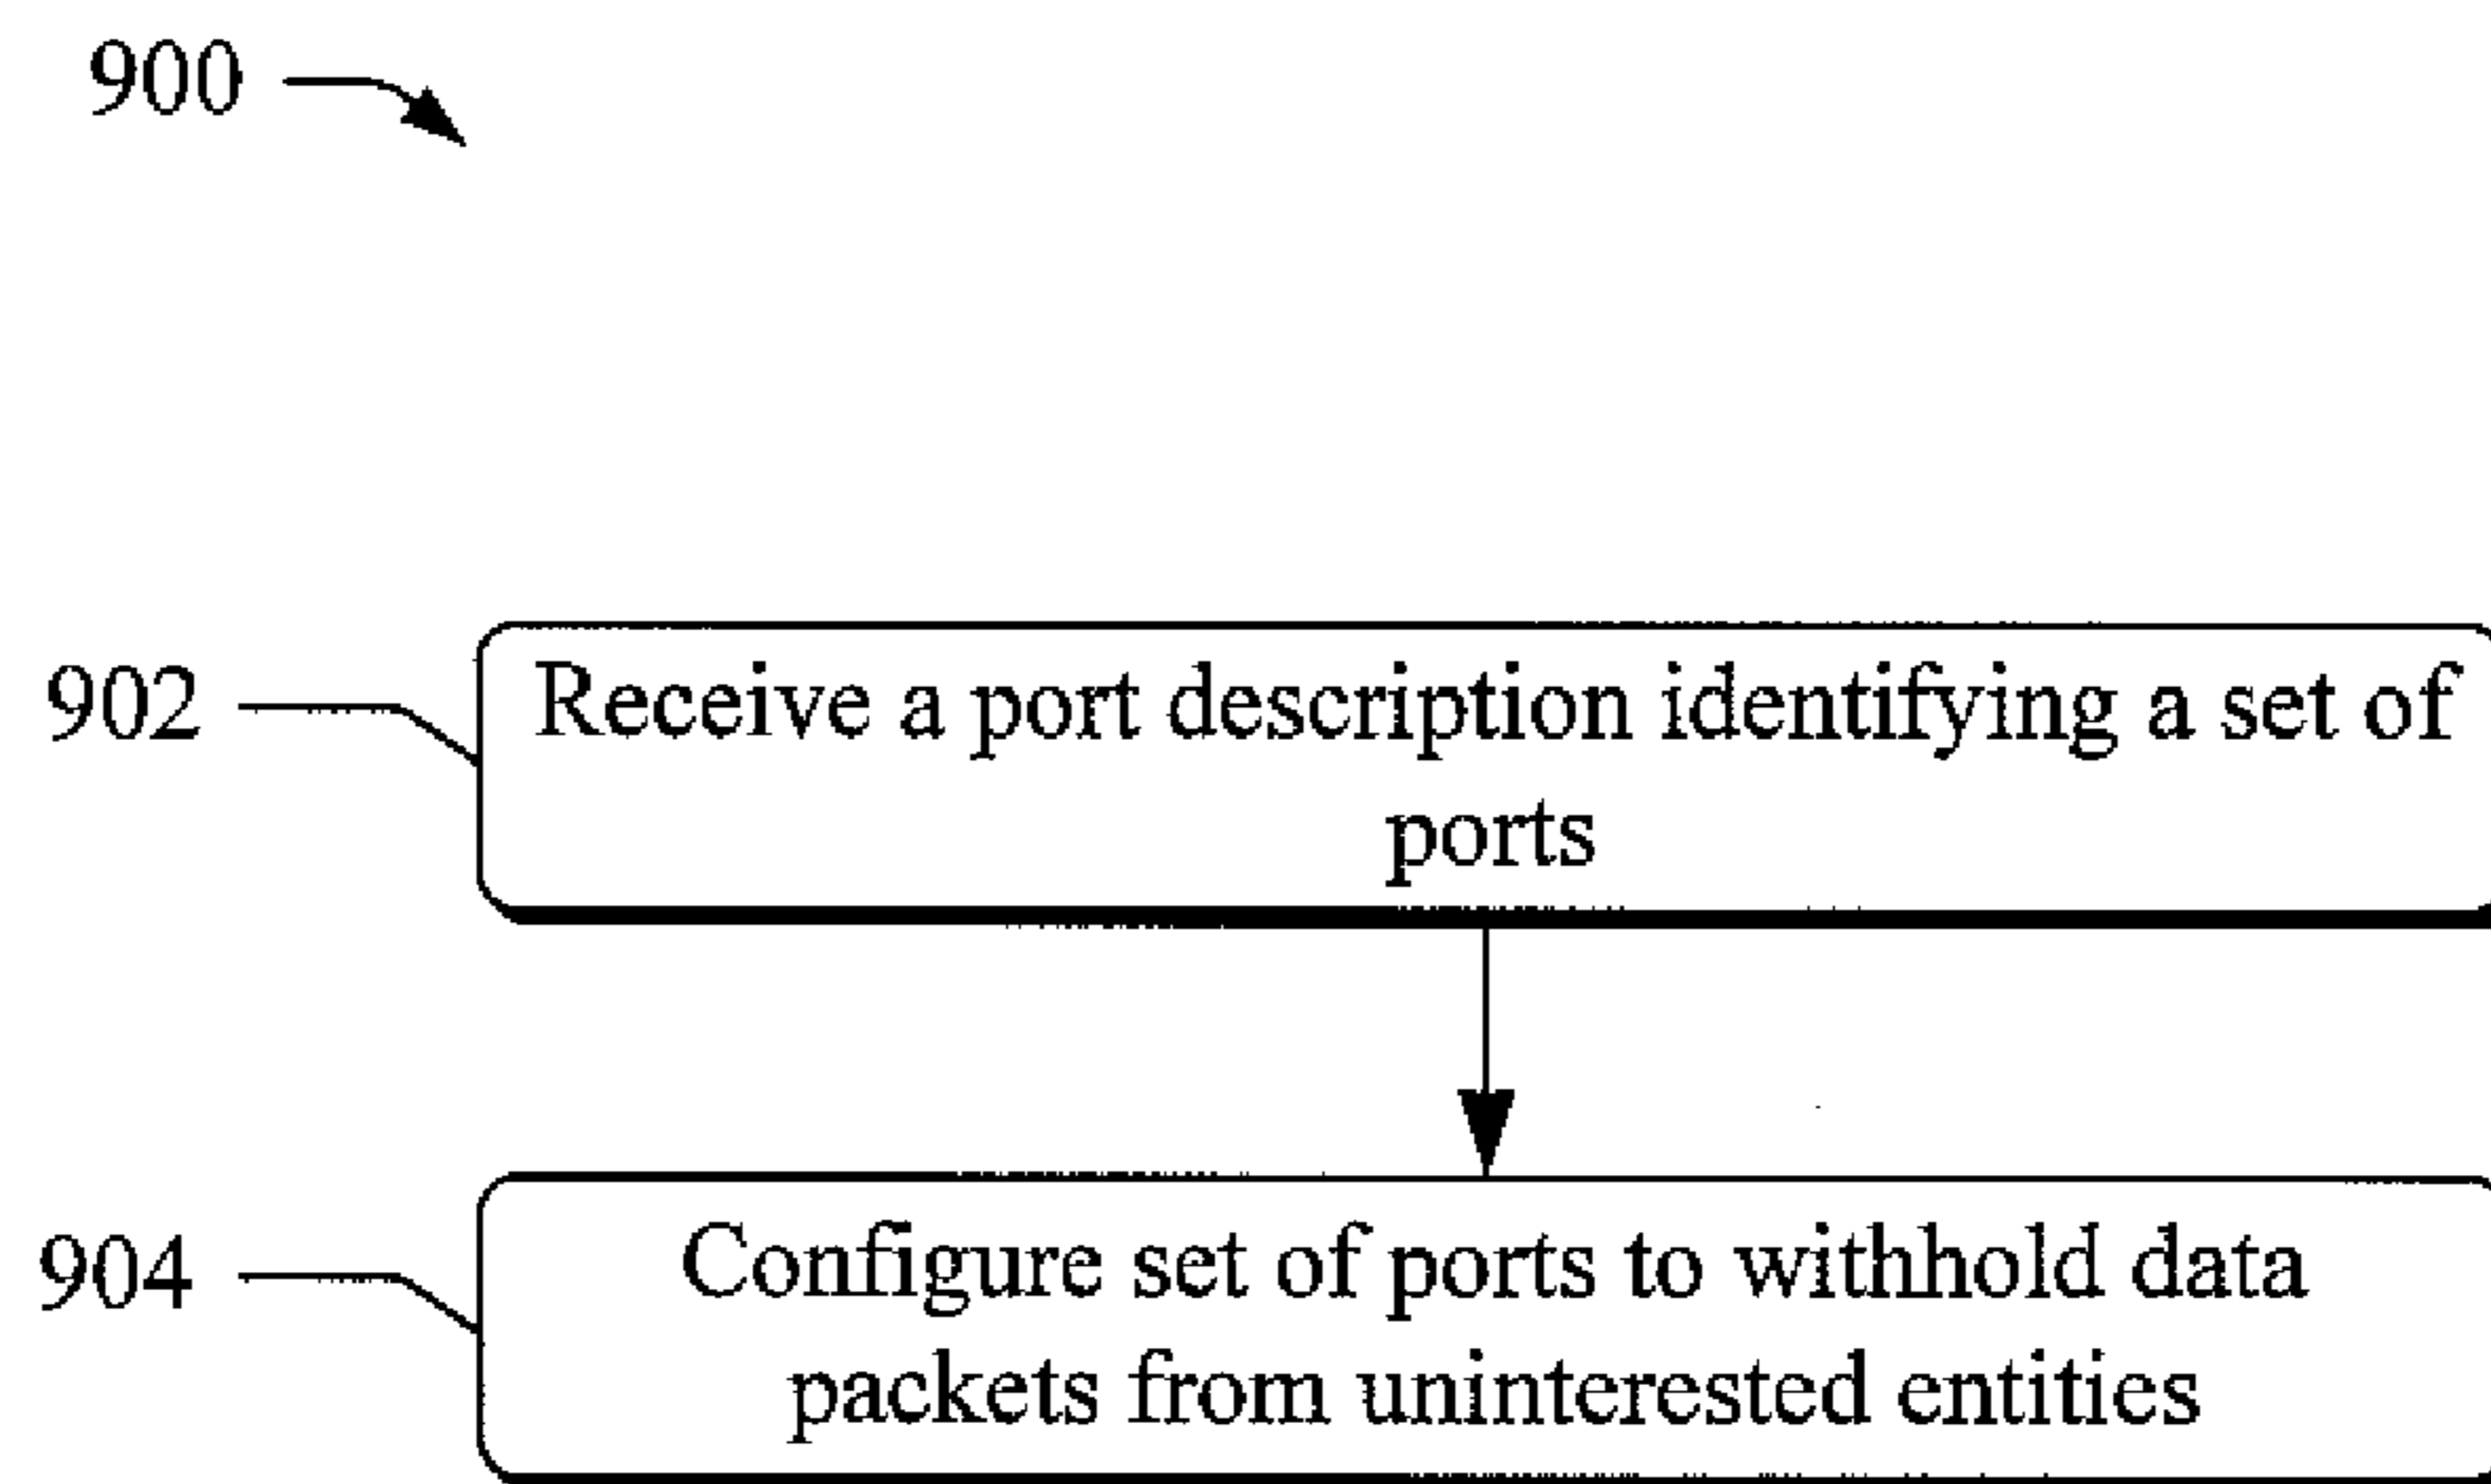 900
902
Receive a port description identifying a set of
ports
904
Configure set of ports to withhold data
packets from uninterested entities